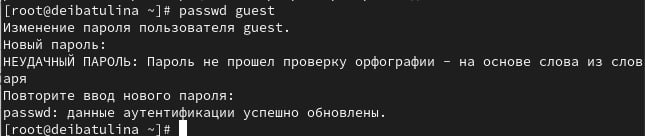 [root@deibatulina ~]# passwd guest
Изменение пароля пользователя guest.
Новый пароль:
НЕУДАЧНЫЙ ПАРОЛЬ: Пароль не прошел проверку орфографии - на основе слова из слов
аря
Повторите ввод нового пароля:
passwd: данные аутентификации успешно обновлены.
[root@deibatulina ~]#